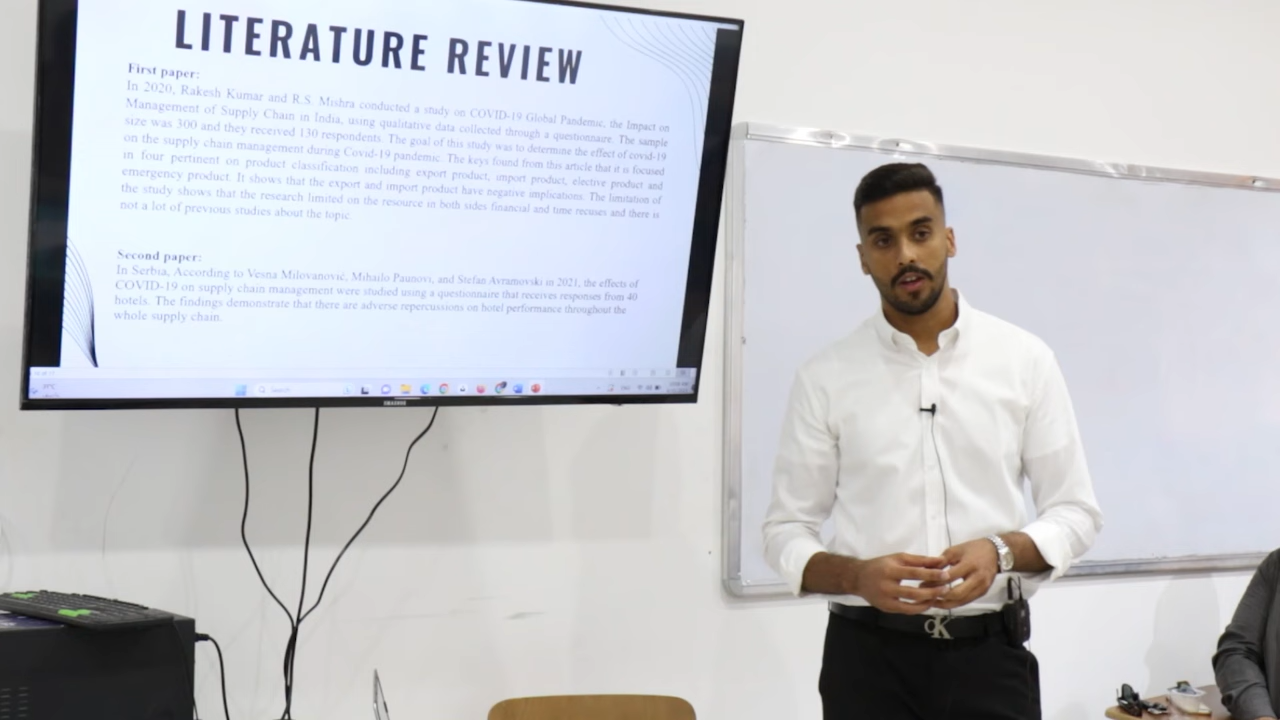 LITERATURE REVIEW
First paper:
In 2020, Rakesh Kumar and R.S. Mishra conducted a study on COVID-19 Global Pandemic, the Impact on
Management of Supply Chain in India, using qualitative data collected through a questionnaire. The sample
size was 300 and they received 130 respondents. The goal of this study was to determine the effect of covid-19
on the supply chain management during Covid-19 pandemic. The keys found from this article that it is focused
in four pertinent on product classification including export product, import product, elective product and
emergency product. It shows that the export and import product have negative implications. The limitation of
the study shows that the research limited on the resource in both sides financial and time recuses and there is
not a lot of previous studies about the topic.
Second paper:
In Serbia, According to Vesna Milovanović, Mihailo Paunovi, and Stefan Avramovski in 2021, the effects of
COVID-19 on supply chain management were studied using a questionnaire that receives responses from 40
hotels. The findings demonstrate that there are adverse repercussions on hotel performance throughout the
whole supply chain.
Search
ENG
SAMSUNG
cK